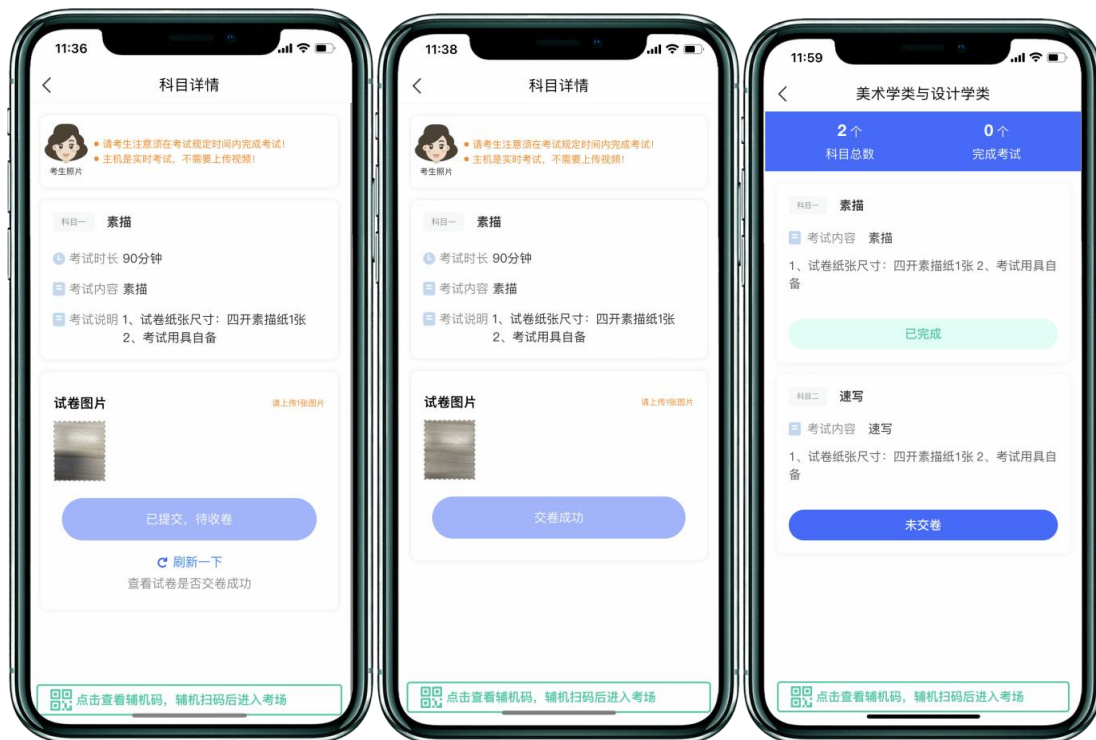 11:36
科目详情
请考生注意须在考试规定时间内完成考试!
主机是实时考试，不需要上传视频!
考生照片
科目一 素描
考试时长 90分钟
考试内容 素描
考试说明 1、试卷纸张尺寸：四开素描纸1张
2、考试用具自备
试卷图片 请上传1张图片
已提交，待收卷
刷新一下
查看试卷是否交卷成功
点击查看辅机码，辅机扫码后进入考场
11:38
科目详情
请考生注意须在考试规定时间内完成考试!
主机是实时考试，不需要上传视频!
考生照片
科目一 素描
考试时长 90分钟
考试内容 素描
考试说明 1、试卷纸张尺寸：四开素描纸1张
2、考试用具自备
试卷图片 请上传1张图片
交卷成功
点击查看辅机码，辅机扫码后进入考场
11:59
美术学类与设计学类
2个 0个
科目总数 完成考试
科目一 素描
考试内容 素描
1、试卷纸张尺寸：四开素描纸1张 2、考试用具自
备
已完成
科目二 速写
考试内容 速写
1、试卷纸张尺寸：四开素描纸1张 2、考试用具自
备
未交卷
点击查看辅机码，辅机扫码后进入考场